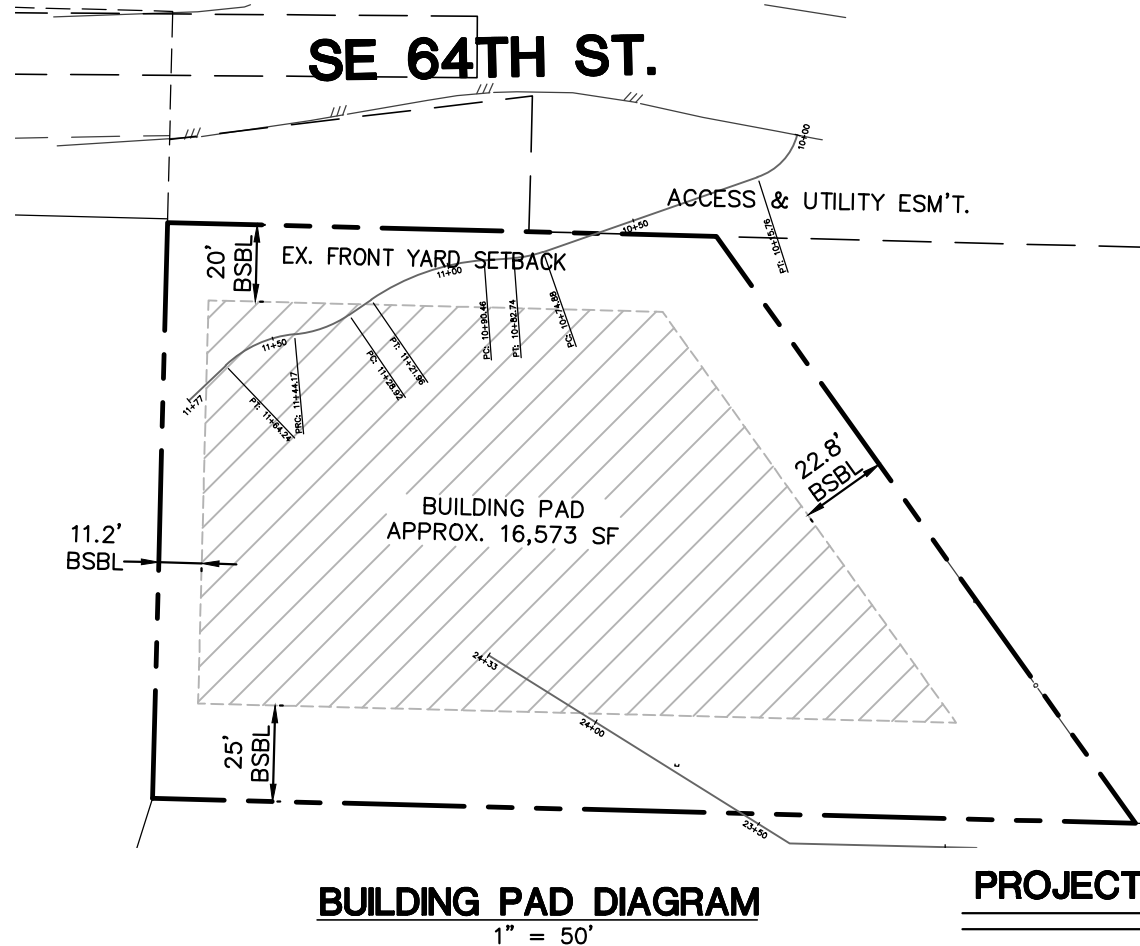 SE 64TH ST.
10+00
ACCESS & UTILITY ESM'T.
10+50
PT: 10+15.76
20'
BSBL
EX. FRONT YARD SETBACK
11+00
PC: 10+90.46
PT: 10+82.74
PC: 10+74.88
11+50
PT: 11+21.96
PC: 11+28.92
11+77
PT: 11+64.24
PRC: 11+44.17
22.8'
BSBL
BUILDING PAD
APPROX. 16,573 SF
11.2'
BSBL
24+33
24+00
25'
BSBL
23+50
BUILDING PAD DIAGRAM
1" = 50'
PROJECT